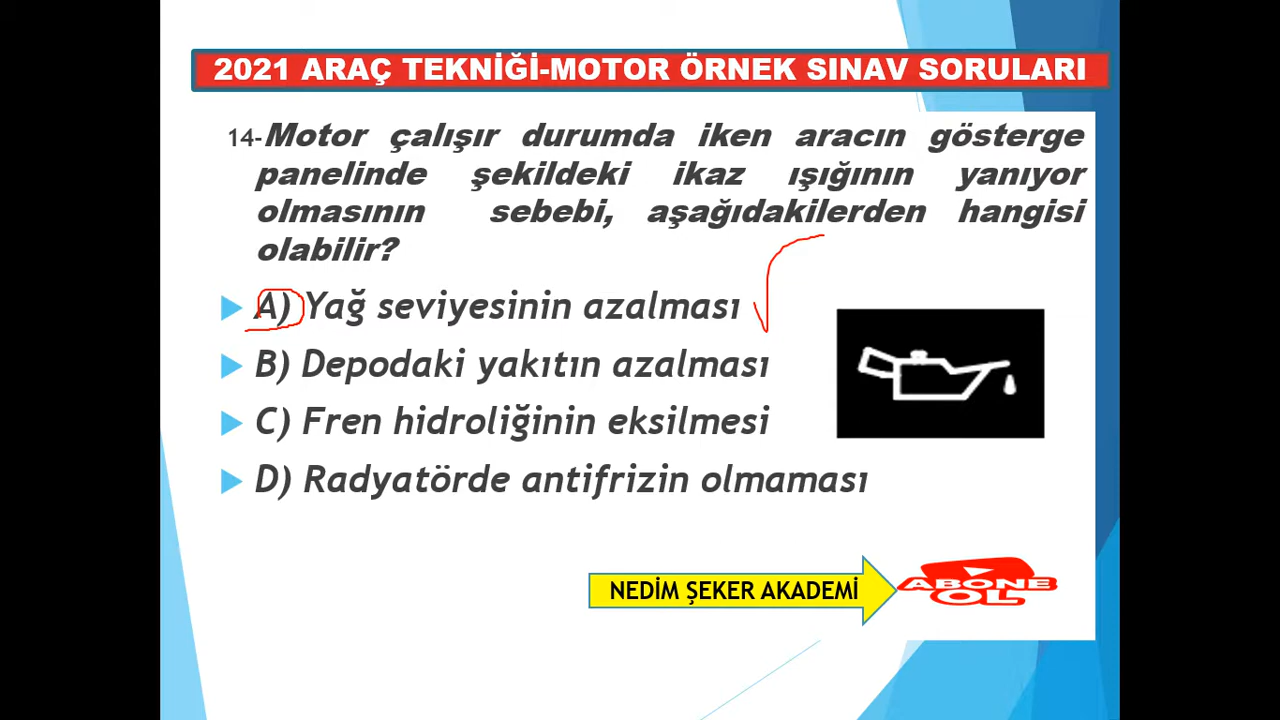 2021 ARAÇ TEKNİĞİ-MOTOR ÖRNEK SINAV SORULARI
14-Motor çalışır durumda iken aracın gösterge
panelinde şekildeki ikaz ışığının yanıyor
olmasının sebebi, aşağıdakilerden hangisi
olabilir?
A) Yağ seviyesinin azalması
B) Depodaki yakıtın azalması
C) Fren hidroliğinin eksilmesi
D) Radyatörde antifrizin olmaması
NEDİM ŞEKER AKADEMİ
ABONE
OL